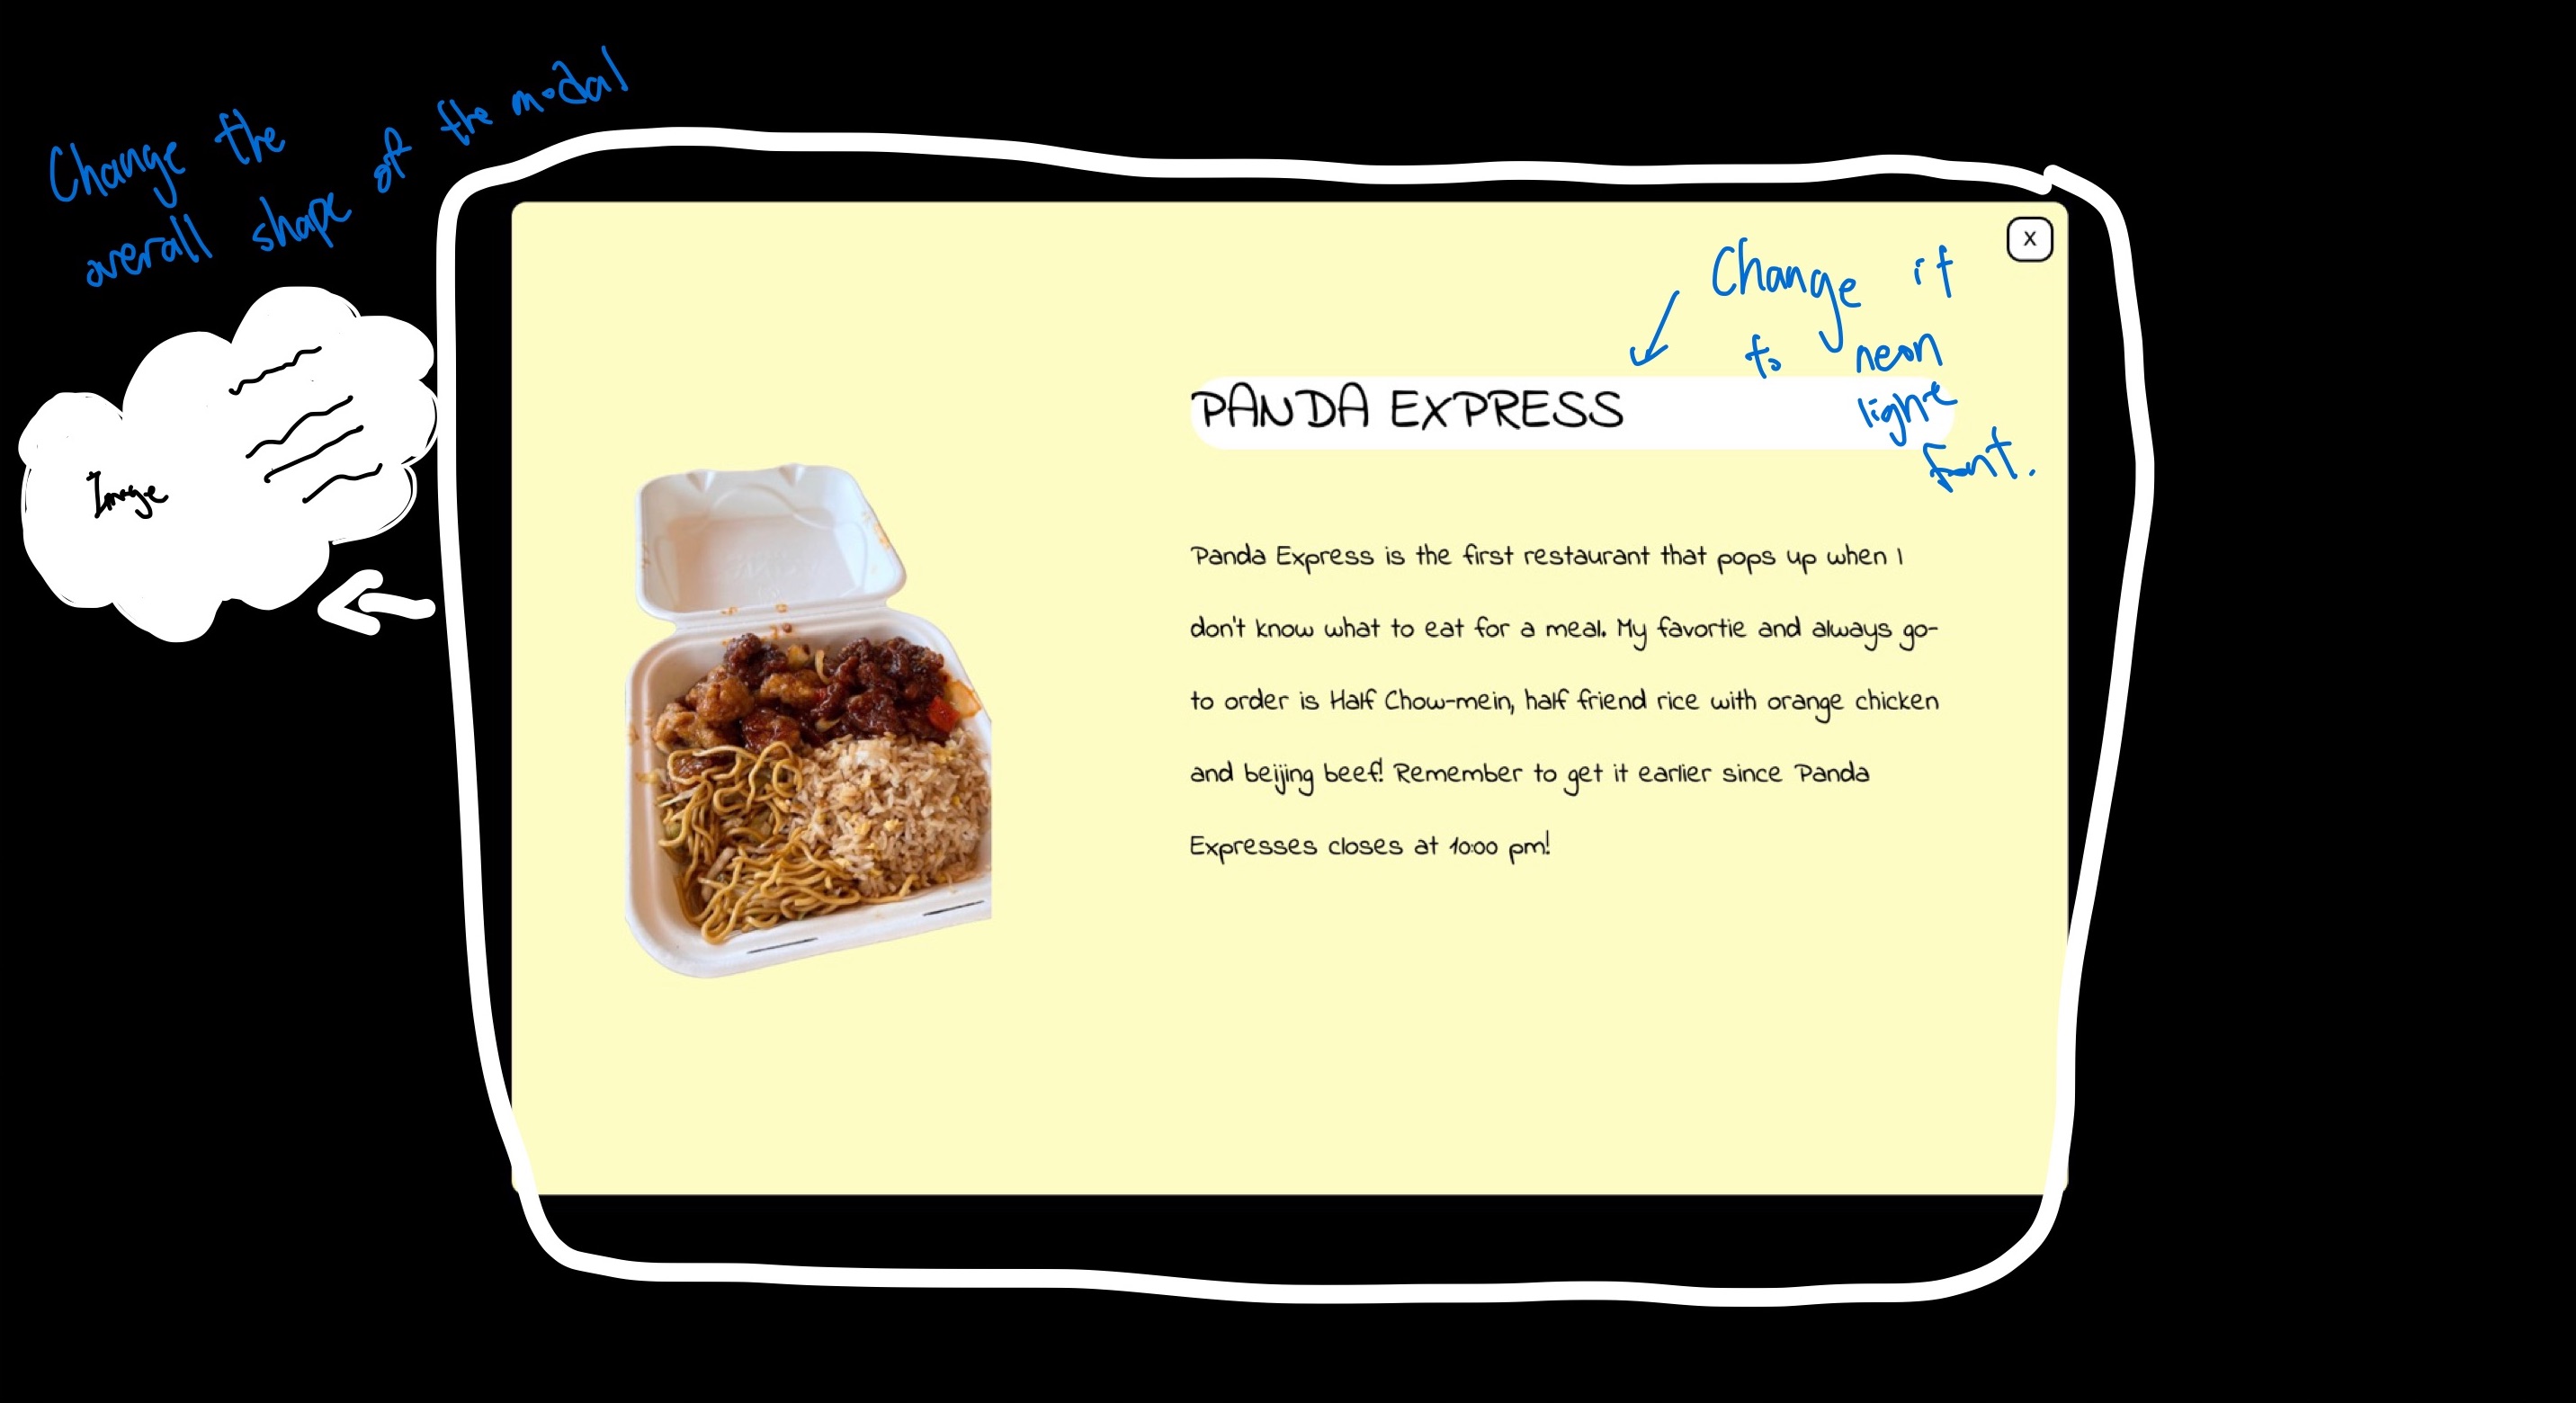 Change the
overall shape of the modal
Image
X
Change it
to neon
light
font.
PANDA EXPRESS
Panda Express is the first restaurant that pops up when I
don't know what to eat for a meal. My favortie and always go-
to order is Half Chow-mein, half friend rice with orange chicken
and beijing beef! Remember to get it earlier since Panda
Expresses closes at 10:00 pm!